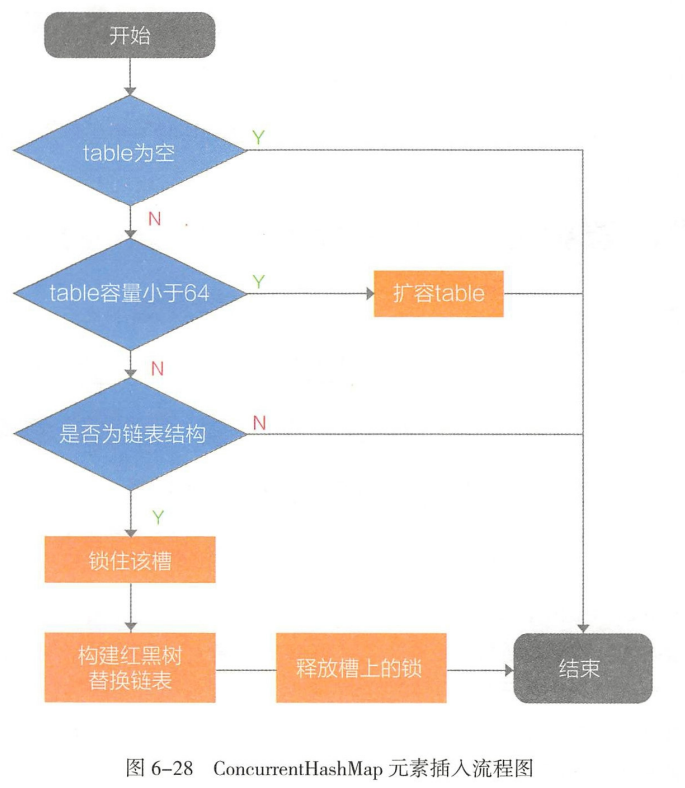 开始
table为空
Y
N
table容量小于64
Y
扩容table
N
是否为链表结构
N
Y
锁住该槽
构建红黑树
替换链表
释放槽上的锁
结束
图 6-28 ConcurrentHashMap 元素插入流程图